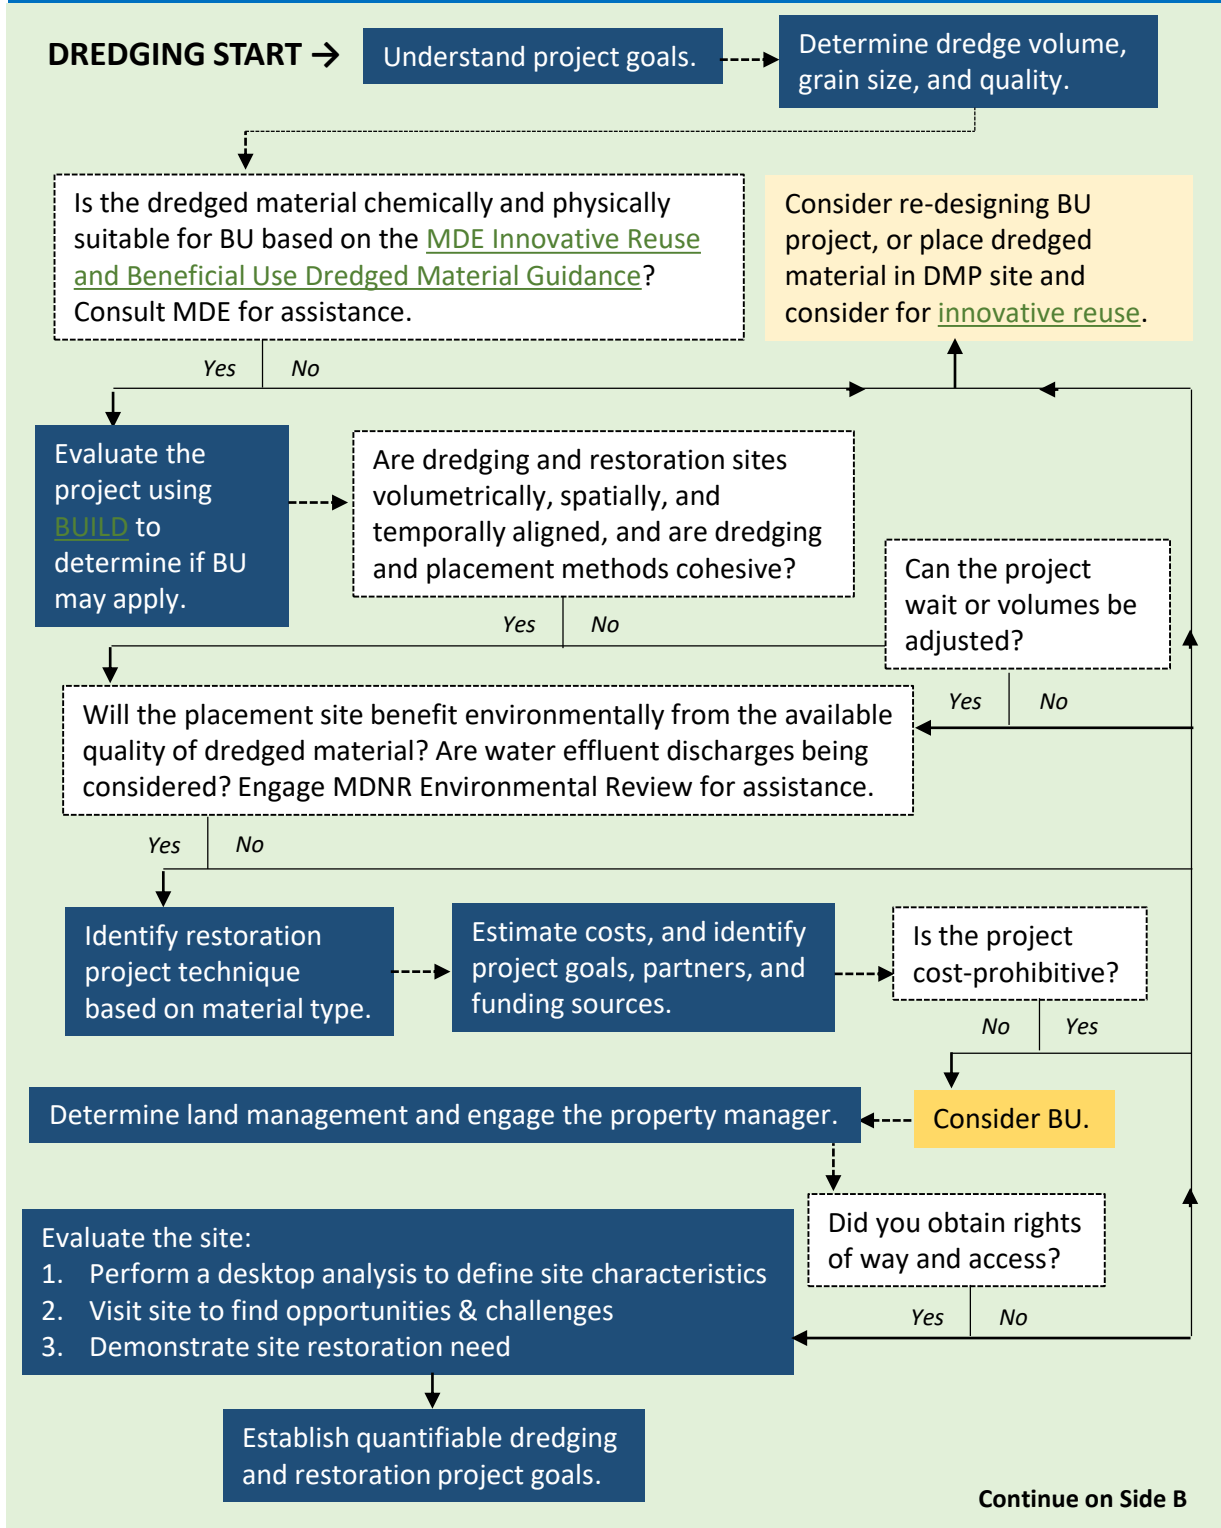 DREDGING START →
Understand project goals.
Determine dredge volume,
grain size, and quality.
Is the dredged material chemically and physically
suitable for BU based on the MDE Innovative Reuse
and Beneficial Use Dredged Material Guidance?
Consult MDE for assistance.
Yes
No
Consider re-designing BU
project, or place dredged
material in DMP site and
consider for innovative reuse.
Evaluate the
project using
BUILD to
determine if BU
may apply.
Are dredging and restoration sites
volumetrically, spatially, and
temporally aligned, and are dredging
and placement methods cohesive?
Yes
No
Can the project
wait or volumes be
adjusted?
Yes
No
Will the placement site benefit environmentally from the available
quality of dredged material? Are water effluent discharges being
considered? Engage MDNR Environmental Review for assistance.
Yes
No
Identify restoration
project technique
based on material type.
Estimate costs, and identify
project goals, partners, and
funding sources.
Is the project
cost-prohibitive?
No
Yes
Consider BU.
Determine land management and engage the property manager.
Did you obtain rights
of way and access?
Yes
No
Evaluate the site:
1. Perform a desktop analysis to define site characteristics
2. Visit site to find opportunities & challenges
3. Demonstrate site restoration need
Establish quantifiable dredging
and restoration project goals.
Continue on Side B